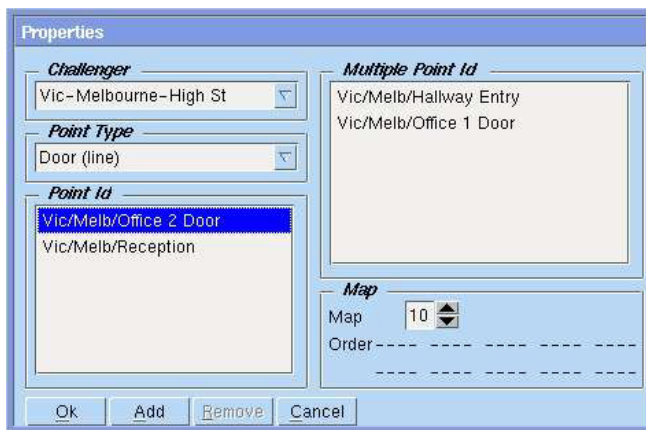 Properties
Challenger
Vic-Melbourne-High St
Point Type
Door (line)
Point Id
Vic/Melb/Office 2 Door
Vic/Melb/Reception
Multiple Point Id
Vic/Melb/Hallway Entry
Vic/Melb/Office 1 Door
Map
Map 10
Order---- ---- ---- ---- ----
---- ---- ---- ---- ----
Ok Add Remove Cancel